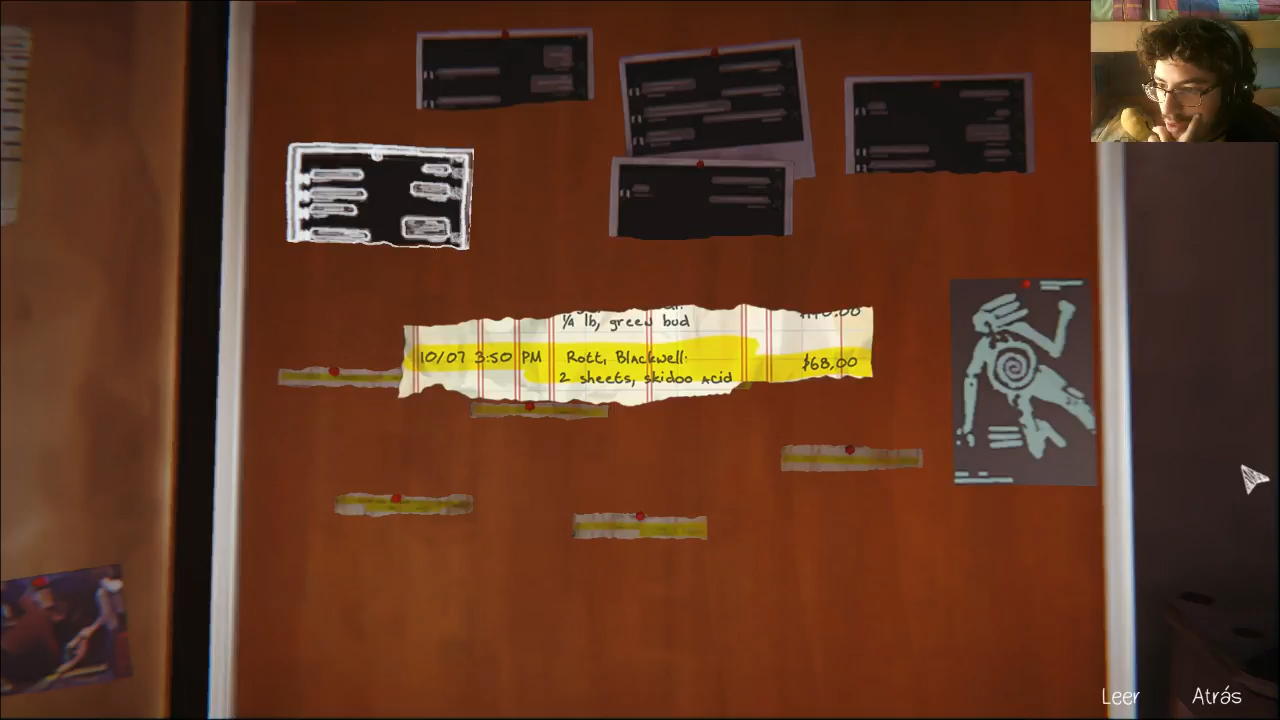 ¼ lb, green bud
10/07 3:50 PM Rott, Blackwell: $68,00
2 sheets, skidoo Acid
Leer Atrás